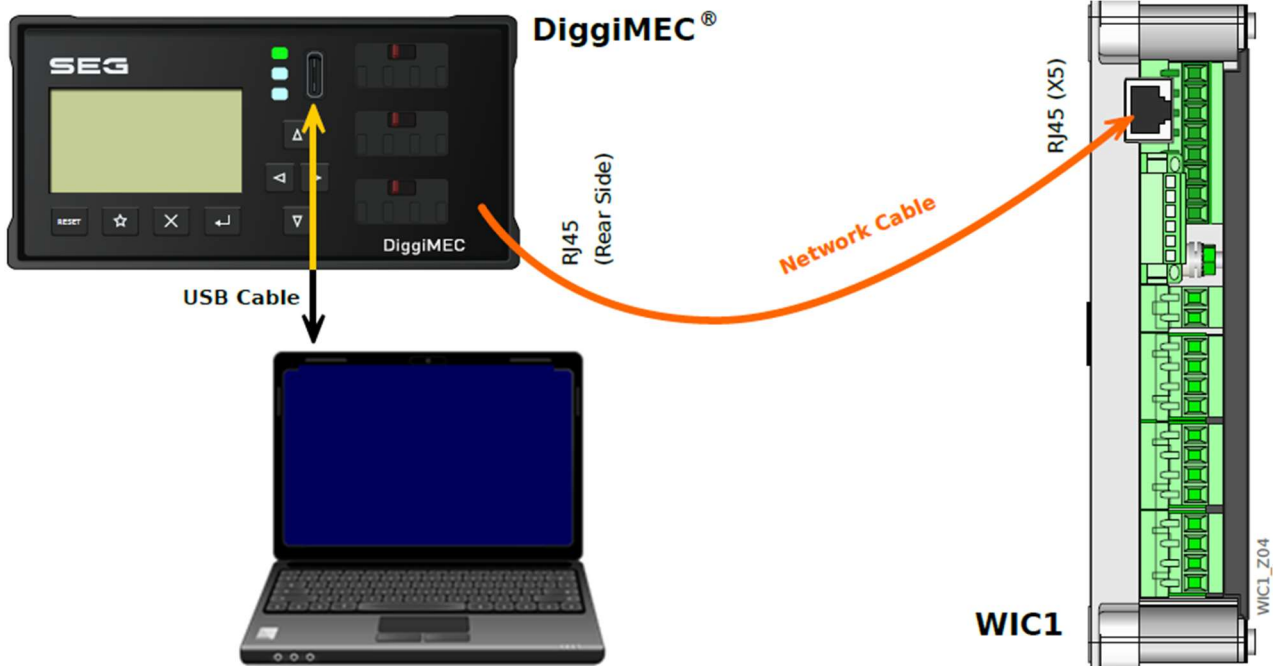 DiggiMEC®
SEG
RESET
DiggiMEC
USB Cable
RJ45
(Rear Side)
Network Cable
RJ45 (X5)
WIC1
WIC1_Z04